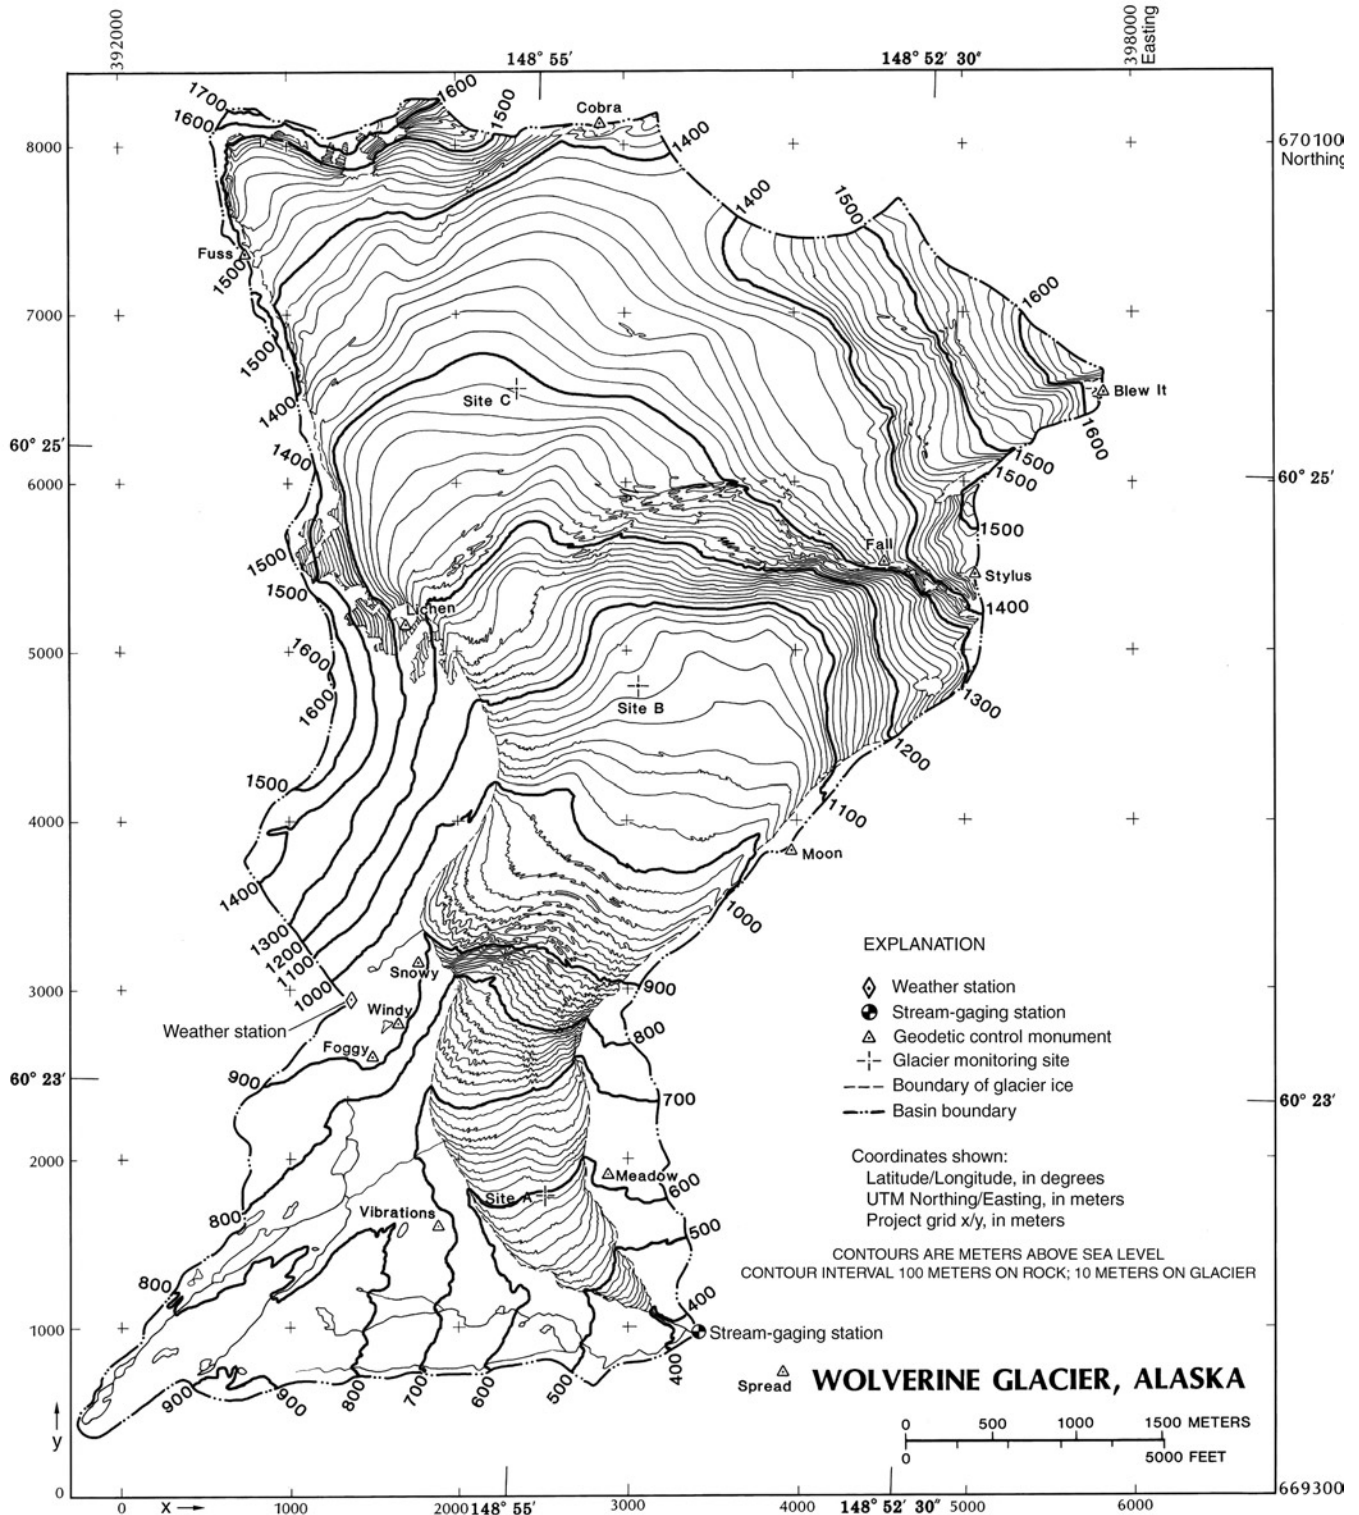 392000
398000
Easting
148° 55′
148° 52′ 30″
1700
1600
1600
1500
Cobra
1400
8000
670100
Northing
1400
1500
Fuss
1500
1600
7000
1500
1400
Site C
Blew It
1600
60° 25′
1400
1500
1500
60° 25′
6000
1500
1500
Fall
1500
Stylus
Lichen
1400
5000
1600
1600
1300
Site B
1200
1500
1100
4000
Moon
1400
1000
1300
1200
1100
1000
EXPLANATION
Snowy
Weather station
3000
900
Windy
Stream-gaging station
Weather station
800
Geodetic control monument
Foggy
Glacier monitoring site
60° 23′
900
Boundary of glacier ice
700
60° 23′
Basin boundary
2000
Coordinates shown:
Meadow
Latitude/Longitude, in degrees
600
Site A
UTM Northing/Easting, in meters
Vibrations
800
Project grid x/y, in meters
500
CONTOURS ARE METERS ABOVE SEA LEVEL
800
CONTOUR INTERVAL 100 METERS ON ROCK; 10 METERS ON GLACIER
400
1000
Stream-gaging station
400
900
900
800
700
600
500
Spread
WOLVERINE GLACIER, ALASKA
0 500 1000 1500 METERS
y
0 5000 FEET
0
669300
0 x 1000 2000 148° 55′ 3000 4000 148° 52′ 30″ 5000 6000